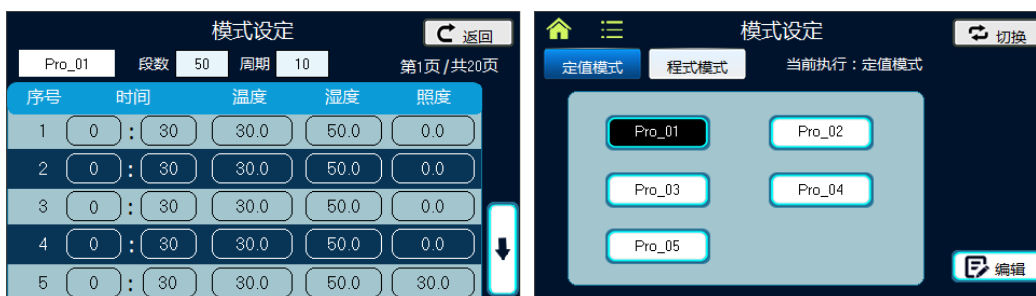 模式设定
返回
Pro_01 段数 50 周期 10 第1页/共20页
序号 时间 温度 湿度 照度
1 0 : 30 30.0 50.0 0.0
2 0 : 30 30.0 50.0 0.0
3 0 : 30 30.0 50.0 0.0
4 0 : 30 30.0 50.0 0.0
5 0 : 30 30.0 50.0 30.0
模式设定
切换
定值模式 程式模式 当前执行：定值模式
Pro_01 Pro_02
Pro_03 Pro_04
Pro_05
编辑